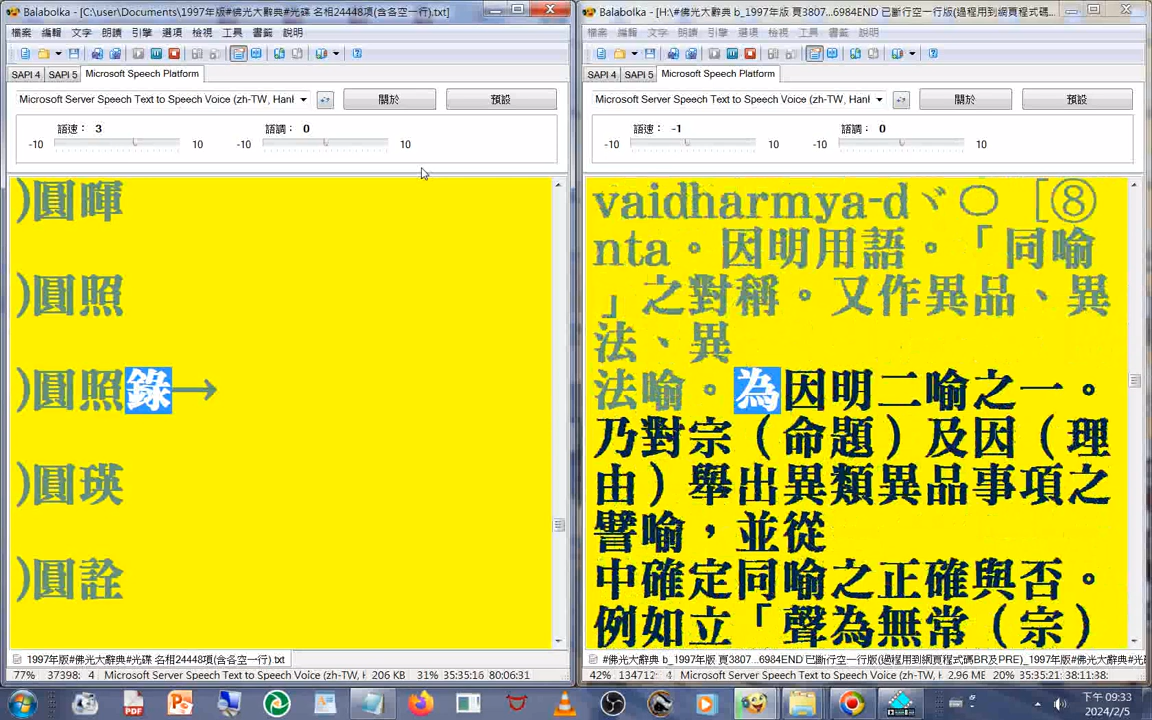 Balabolka - [C:\user\Documents\1997年版#佛光大辭典#光碟 名相24448項(含各空一行).txt]
檔案 編輯 文字 朗讀 引擎 選項 檢視 工具 書籤 說明
SAPI 4 SAPI 5 Microsoft Speech Platform
Microsoft Server Speech Text to Speech Voice (zh-TW, HanH
關於 預設
語速： 3 語調： 0
-10 10 -10 10
)圓暉
)圓照
)圓照錄→
)圓瑛
)圓詮
1997年版#佛光大辭典#光碟 名相24448項(含各空一行).txt
77% 37398: 4 Microsoft Server Speech Text to Speech Voice (zh-TW, H 206 KB 31% 35:35:16 80:06:31
Balabolka - [H:\#佛光大辭典 b_1997年版 頁3807...6984END 已斷行空一行版(過程用到網頁程式碼
檔案 編輯 文字 朗讀 引擎 選項 檢視 工具 書籤 說明
SAPI 4 SAPI 5 Microsoft Speech Platform
Microsoft Server Speech Text to Speech Voice (zh-TW, HanH
關於 預設
語速： -1 語調： 0
-10 10 -10 10
vaidharmya-dヾ〇 [⑧
nta。因明用語。「同喻
」之對稱。又作異品、異
法、異
法喻。為因明二喻之一。
乃對宗（命題）及因（理
由）舉出異類異品事項之
譬喻，並從
中確定同喻之正確與否。
例如立「聲為無常（宗）
#佛光大辭典 b_1997年版 頁3807...6984END 已斷行空一行版(過程用到網頁程式碼BR及PRE)_1997年版#光
42% 134712: 4 Microsoft Server Speech Text to Speech Voice (zh-TW, H 2.96 ME 20% 35:35:21 38:11:38:
下午 09:33
2024/2/5